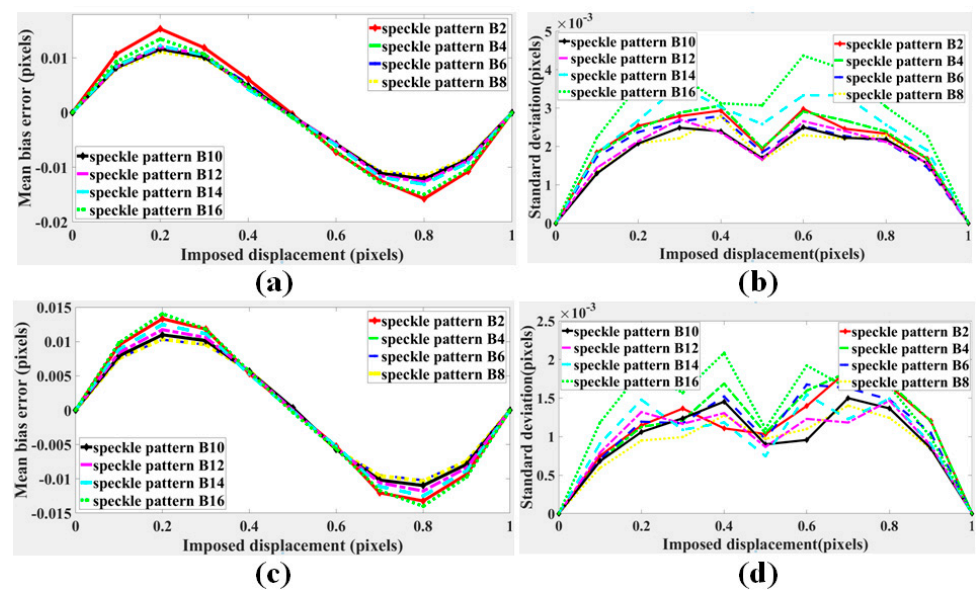 speckle pattern B2
speckle pattern B4
speckle pattern B6
speckle pattern B8
speckle pattern B10
speckle pattern B12
speckle pattern B14
speckle pattern B16
Mean bias error (pixels)
0.01
0
-0.01
-0.02
0 0.2 0.4 0.6 0.8 1
Imposed displacement (pixels)
(a)
×10⁻³
speckle pattern B10
speckle pattern B12
speckle pattern B14
speckle pattern B16
speckle pattern B2
speckle pattern B4
speckle pattern B6
speckle pattern B8
Standard deviation(pixels)
5
4
3
2
1
0
0 0.2 0.4 0.6 0.8 1
Imposed displacement(pixels)
(b)
speckle pattern B2
speckle pattern B4
speckle pattern B6
speckle pattern B8
speckle pattern B10
speckle pattern B12
speckle pattern B14
speckle pattern B16
Mean bias error (pixels)
0.015
0.01
0.005
0
-0.005
-0.01
-0.015
0 0.2 0.4 0.6 0.8 1
Imposed displacement (pixels)
(c)
×10⁻³
speckle pattern B10
speckle pattern B12
speckle pattern B14
speckle pattern B16
speckle pattern B2
speckle pattern B4
speckle pattern B6
speckle pattern B8
Standard deviation(pixels)
2.5
2
1.5
1
0.5
0
0 0.2 0.4 0.6 0.8 1
Imposed displacement(pixels)
(d)